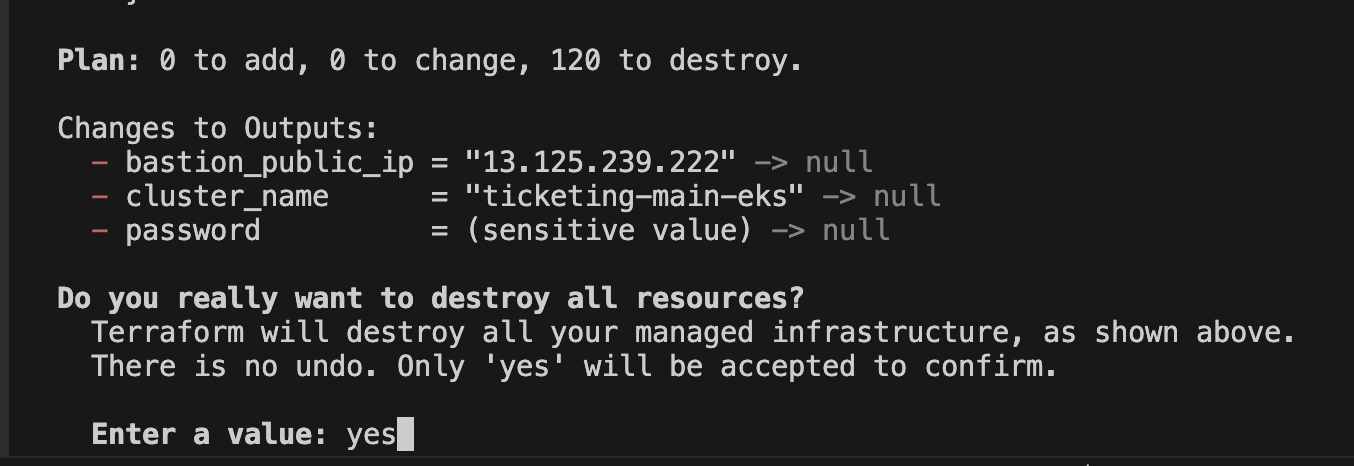 Plan: 0 to add, 0 to change, 120 to destroy.
Changes to Outputs:
- bastion_public_ip = "13.125.239.222" -> null
- cluster_name = "ticketing-main-eks" -> null
- password = (sensitive value) -> null
Do you really want to destroy all resources?
Terraform will destroy all your managed infrastructure, as shown above.
There is no undo. Only 'yes' will be accepted to confirm.
Enter a value: yes